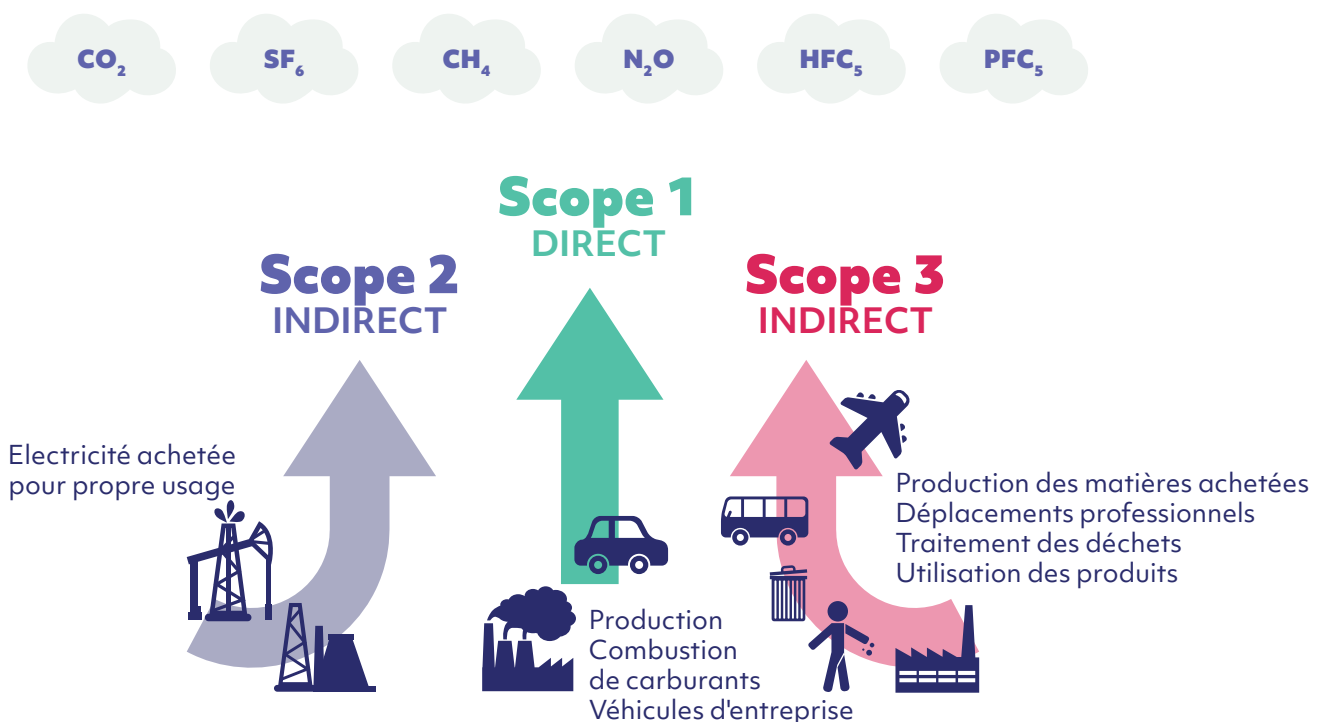 CO₂
SF₆
CH₄
N₂O
HFC₅
PFC₅
Scope 1
DIRECT
Scope 2
INDIRECT
Scope 3
INDIRECT
Electricité achetée
pour propre usage
Production des matières achetées
Déplacements professionnels
Traitement des déchets
Utilisation des produits
Production
Combustion
de carburants
Véhicules d'entreprise